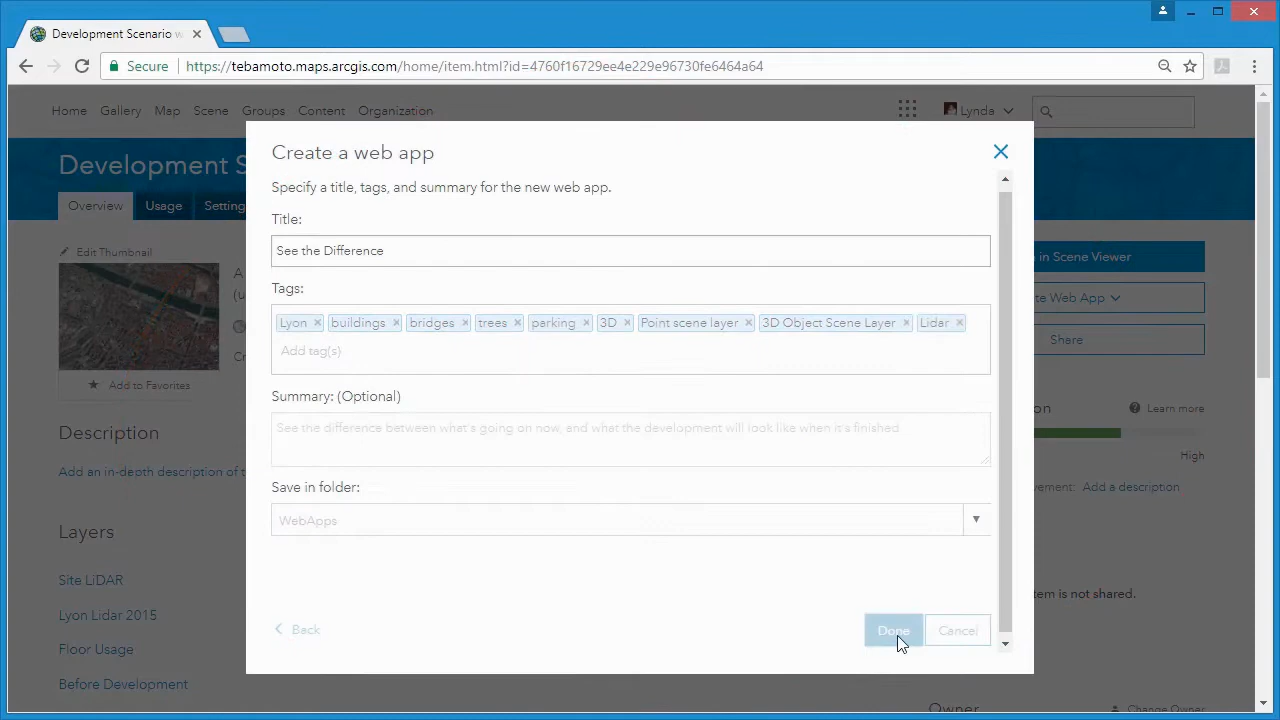 Development Scenario w
Secure
https://tebamoto.maps.arcgis.com/home/item.html?id=4760f16729ee4e229e96730fe6464a64
Home Gallery Map Scene Groups Content Organization
Lynda
Development S
Overview Usage Setting
Create a web app
Specify a title, tags, and summary for the new web app.
Title:
See the Difference
Tags:
Lyon buildings bridges trees parking 3D Point scene layer 3D Object Scene Layer Lidar
Add tag(s)
Summary: (Optional)
See the difference between what's going on now, and what the development will look like when it's finished
Save in folder:
WebApps
Back
Done
Cancel
Edit Thumbnail
A
(u
Cr
Add to Favorites
Description
Add an in-depth description of t
Layers
Site LiDAR
Lyon Lidar 2015
Floor Usage
Before Development
in Scene Viewer
te Web App
Share
on
Learn more
High
vement: Add a description
tem is not shared.
Owner
Change Owner